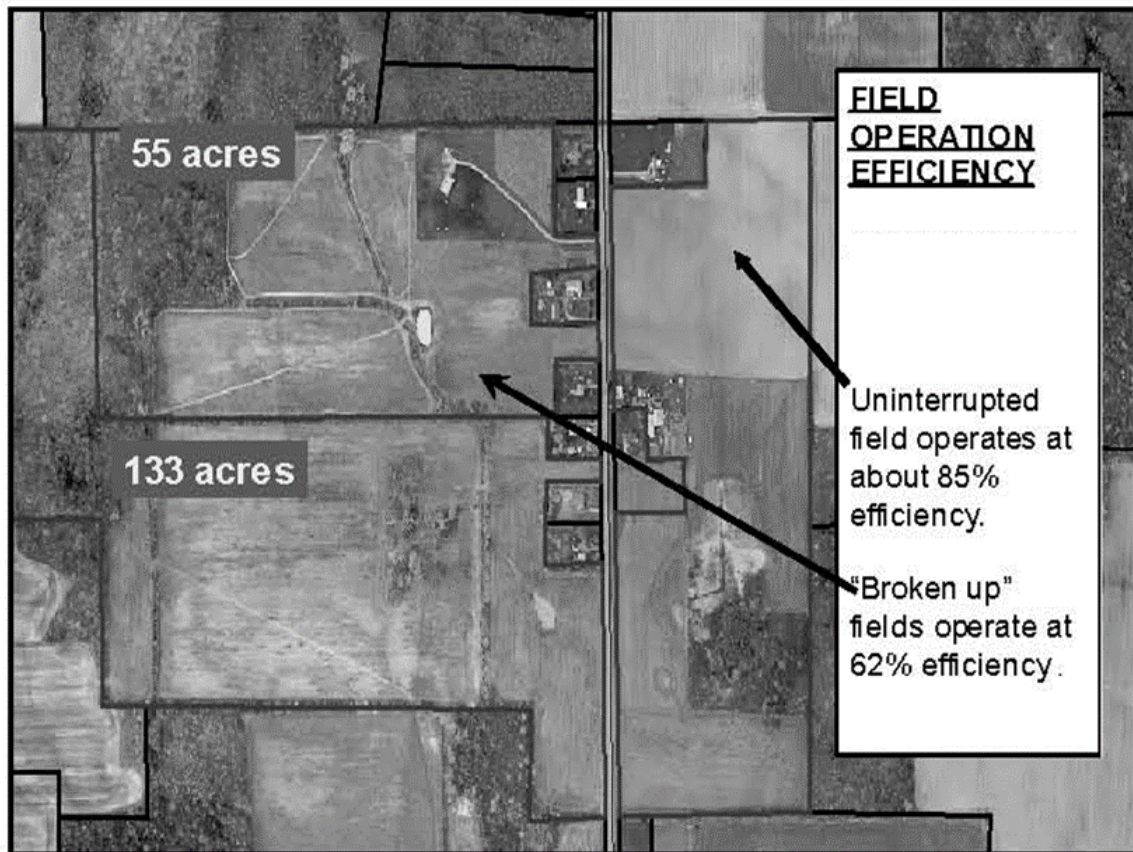 55 acres
133 acres
FIELD
OPERATION
EFFICIENCY
Uninterrupted
field operates at
about 85%
efficiency.
“Broken up”
fields operate at
62% efficiency.